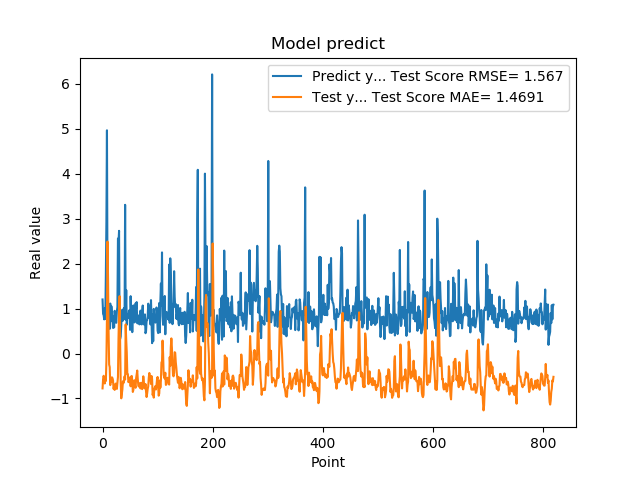 Model predict
Predict y... Test Score RMSE= 1.567
Test y... Test Score MAE= 1.4691
Real value
6
5
4
3
2
1
0
−1
0 200 400 600 800
Point